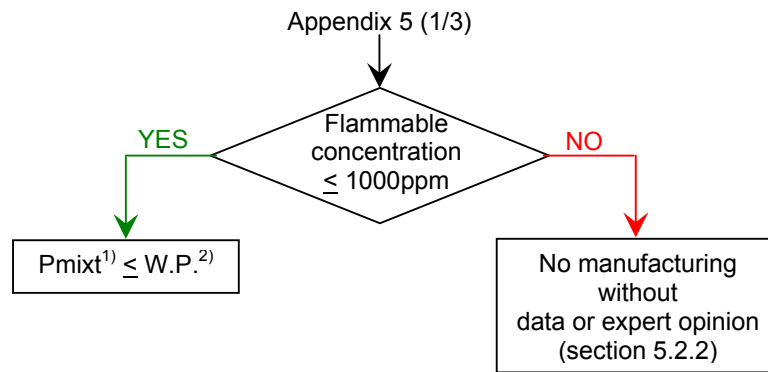 Appendix 5 (1/3)
YES
Flammable
concentration
≤ 1000ppm
NO
Pmixt¹⁾ ≤ W.P.²⁾
No manufacturing
without
data or expert opinion
(section 5.2.2)